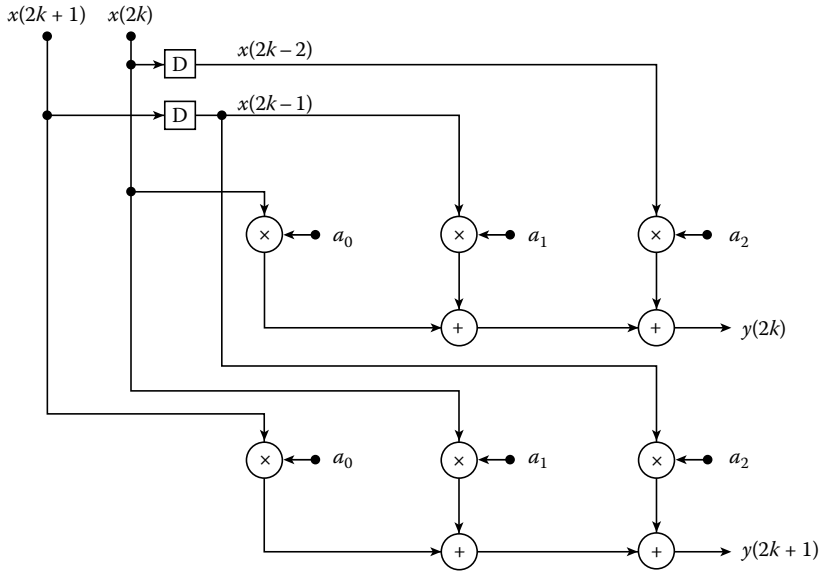 x(2k + 1) x(2k)
D x(2k – 2)
D x(2k – 1)
× a₀ × a₁ × a₂
+ + y(2k)
× a₀ × a₁ × a₂
+ + y(2k + 1)